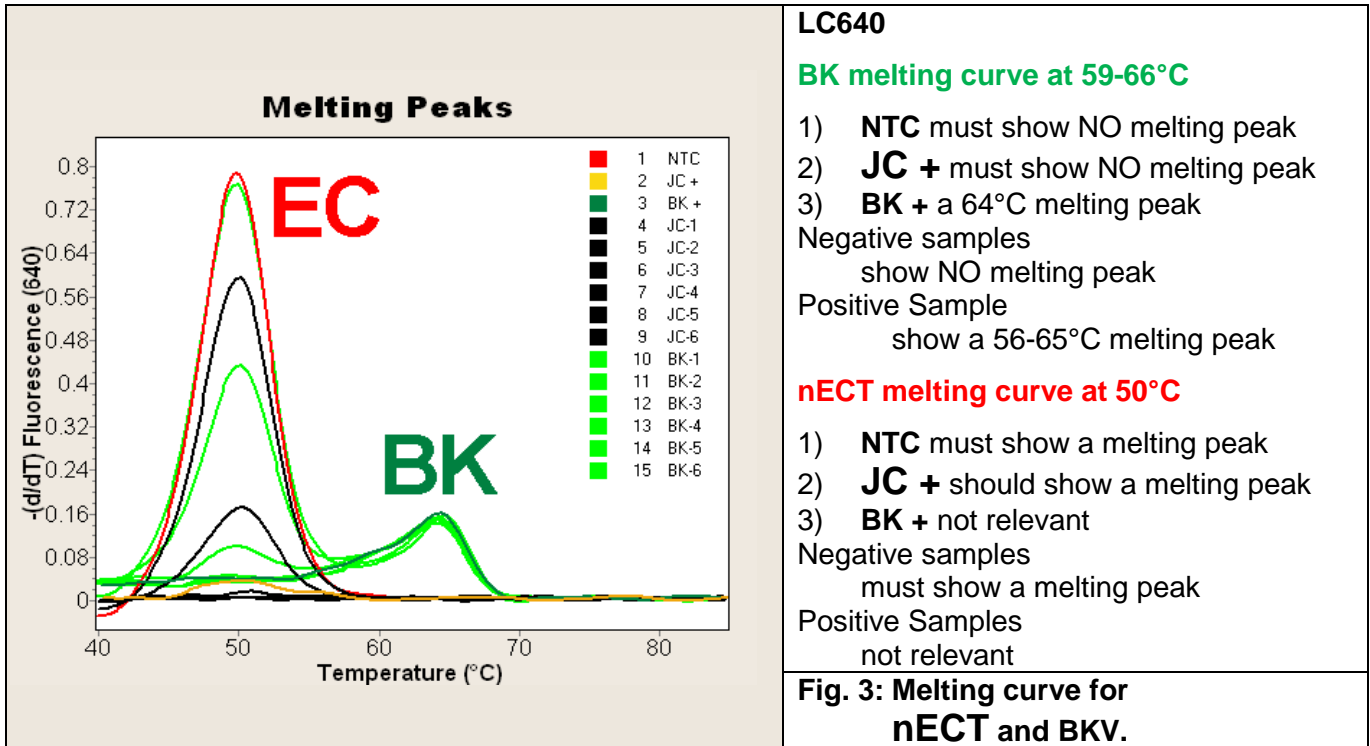 Melting Peaks
EC
BK
-(d/dT) Fluorescence (640)
0.8
0.72
0.64
0.56
0.48
0.4
0.32
0.24
0.16
0.08
0
40 50 60 70 80
Temperature (°C)
1 NTC
2 JC +
3 BK +
4 JC-1
5 JC-2
6 JC-3
7 JC-4
8 JC-5
9 JC-6
10 BK-1
11 BK-2
12 BK-3
13 BK-4
14 BK-5
15 BK-6
LC640
BK melting curve at 59-66°C
1) NTC must show NO melting peak
2) JC + must show NO melting peak
3) BK + a 64°C melting peak
Negative samples
show NO melting peak
Positive Sample
show a 56-65°C melting peak
nECT melting curve at 50°C
1) NTC must show a melting peak
2) JC + should show a melting peak
3) BK + not relevant
Negative samples
must show a melting peak
Positive Samples
not relevant
Fig. 3: Melting curve for
nECT and BKV.